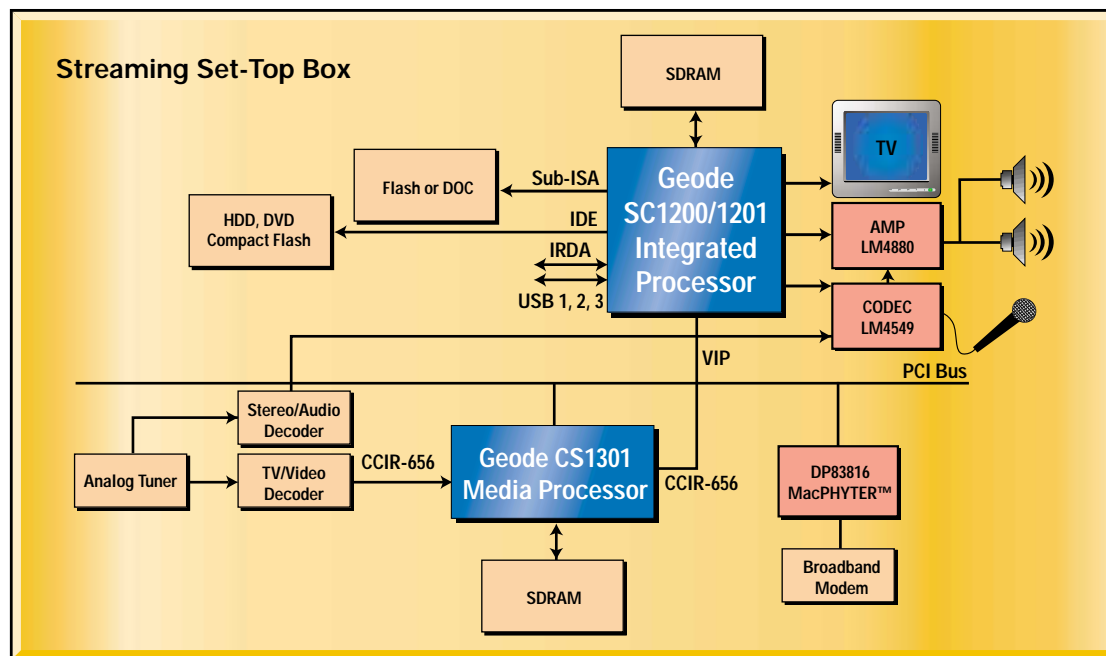 Streaming Set-Top Box
SDRAM
TV
Flash or DOC
Sub-ISA
Geode
SC1200/1201
Integrated
Processor
HDD, DVD
Compact Flash
IDE
AMP
LM4880
IRDA
USB 1, 2, 3
CODEC
LM4549
VIP
PCI Bus
Stereo/Audio
Decoder
Analog Tuner
TV/Video
Decoder
CCIR-656
Geode CS1301
Media Processor
CCIR-656
DP83816
MacPHYTER™
SDRAM
Broadband
Modem